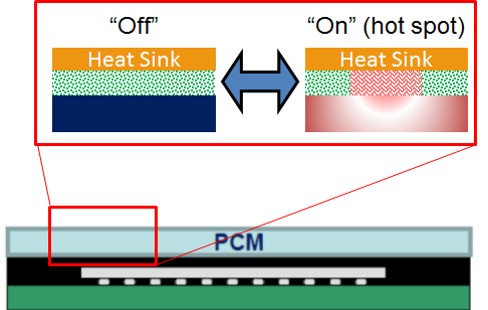 “Off”
“On” (hot spot)
Heat Sink
Heat Sink
PCM